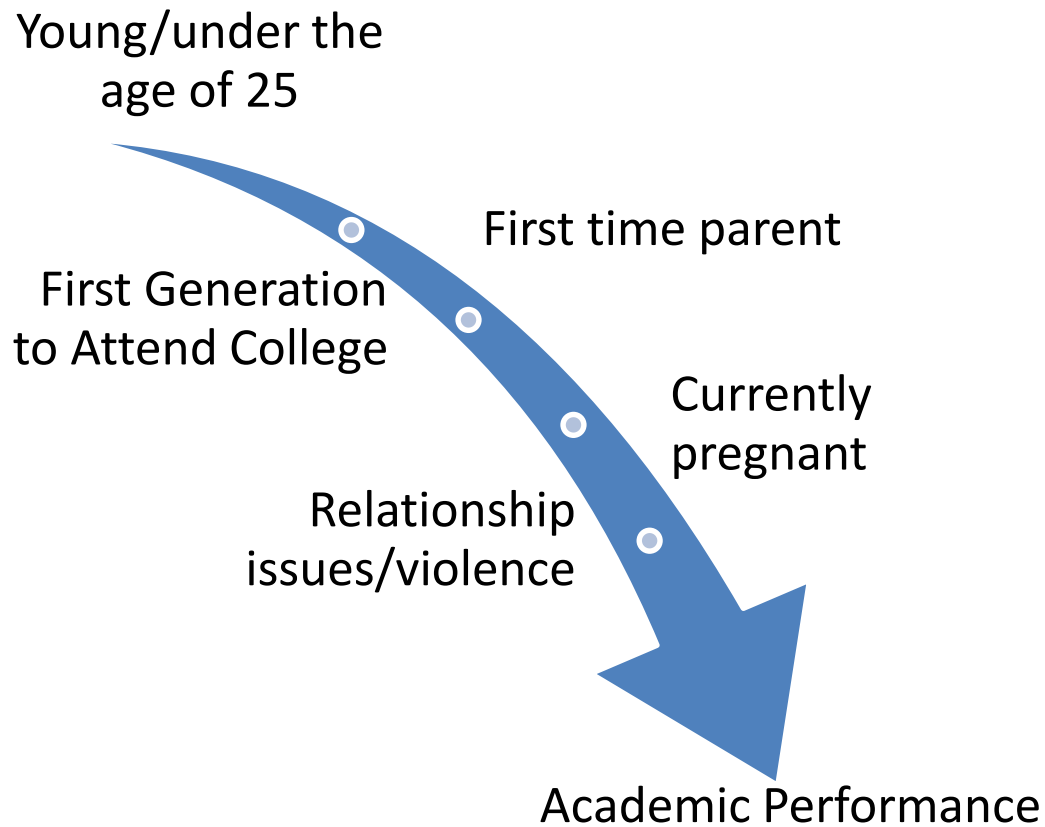 Young/under the
age of 25
First time parent
First Generation
to Attend College
Currently
pregnant
Relationship
issues/violence
Academic Performance